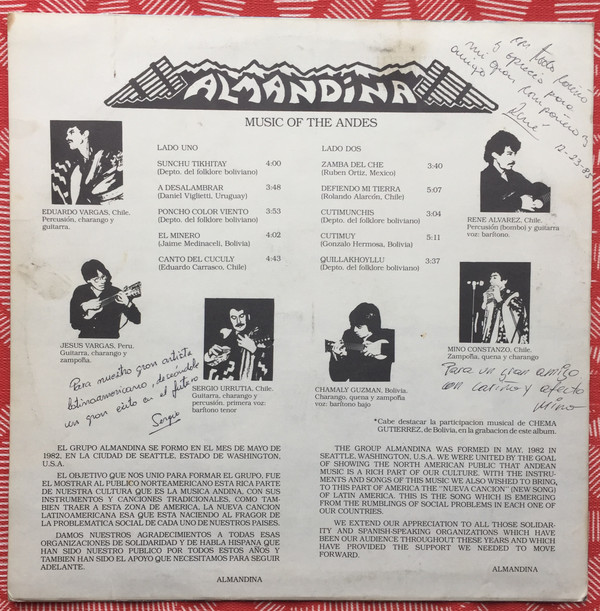 ALMANDINA
MUSIC OF THE ANDES
con todo cariño
y aprecio para
mi gran compañero y
amigo
Rene
12-23-85
LADO UNO
SUNCHU TIKHITAY 4:00
(Depto. del folklore boliviano)
A DESALAMBRAR 3:48
(Daniel Viglietti, Uruguay)
PONCHO COLOR VIENTO 3:53
(Depto. del folklore boliviano)
EL MINERO 4:02
(Jaime Medinaceli, Bolivia)
CANTO DEL CUCULY 4:43
(Eduardo Carrasco, Chile)
LADO DOS
ZAMBA DEL CHE 3:40
(Ruben Ortiz, Mexico)
DEFIENDO MI TIERRA 5:07
(Rolando Alarcón, Chile)
CUTIMUNCHIS 3:04
(Depto. del folklore boliviano)
CUTIMUY 5:11
(Gonzalo Hermosa, Bolivia)
QUILLAKHOYLLU 3:37
(Depto. del folklore boliviano)
EDUARDO VARGAS, Chile.
Percusión, charango y
guitarra.
RENE ALVAREZ, Chile.
Percusión (bombo) y guitarra
voz: barítono.
JESUS VARGAS, Peru.
Guitarra, charango y
zampoña.
SERGIO URRUTIA, Chile.
Guitarra, charango y
percusión. primera voz:
barítono tenor
CHAMALY GUZMAN, Bolivia.
Charango, quena y zampoña
voz: barítono bajo
MINO CONSTANZO, Chile.
Zampoña, quena y charango
Para nuestro gran artista
latinoamericano, deseándole
un gran éxito en el futuro
Sergio
Para un gran amigo
con cariño y afecto
Mino
*Cabe destacar la participacion musical de CHEMA
GUTIERREZ, de Bolivia, en la grabacion de este album.
EL GRUPO ALMANDINA SE FORMO EN EL MES DE MAYO DE
1982, EN LA CIUDAD DE SEATTLE, ESTADO DE WASHINGTON,
U.S.A.
EL OBJETIVO QUE NOS UNIO PARA FORMAR EL GRUPO, FUE
EL MOSTRAR AL PUBLICO NORTEAMERICANO ESTA RICA PARTE
DE NUESTRA CULTURA QUE ES LA MUSICA ANDINA, CON SUS
INSTRUMENTOS Y CANCIONES TRADICIONALES. COMO TAM-
BIEN TRAER A ESTA ZONA DE AMERICA, LA NUEVA CANCION
LATINOAMERICANA ESA QUE ESTA NACIENDO AL FRAGOR DE
LA PROBLEMATICA SOCIAL DE CADA UNO DE NUESTROS PAISES.
DAMOS NUESTROS AGRADECIMIENTOS A TODAS ESAS
ORGANIZACIONES DE SOLIDARIDAD Y DE HABLA HISPANA QUE
HAN SIDO NUESTRO PUBLICO POR TODOS ESTOS AÑOS Y
TAMBIEN HAN SIDO EL APOYO QUE NECESITAMOS PARA SEGUIR
ADELANTE.
ALMANDINA
THE GROUP ALMANDINA WAS FORMED IN MAY, 1982 IN
SEATTLE, WASHINGTON, U.S.A. WE WERE UNITED BY THE GOAL
OF SHOWING THE NORTH AMERICAN PUBLIC THAT ANDEAN
MUSIC IS A RICH PART OF OUR CULTURE. WITH THE INSTRU-
MENTS AND SONGS OF THIS MUSIC WE ALSO WISHED TO BRING,
TO THIS PART OF AMERICA THE "NUEVA CANCION" (NEW SONG)
OF LATIN AMERICA. THIS IS THE SONG WHICH IS EMERGING
FROM THE RUMBLINGS OF SOCIAL PROBLEMS IN EACH ONE OF
OUR COUNTRIES.
WE EXTEND OUR APPRECIATION TO ALL THOSE SOLIDAR-
ITY AND SPANISH-SPEAKING ORGANIZATIONS WHICH HAVE
BEEN OUR AUDIENCE THROUGHOUT THESE YEARS AND WHICH
HAVE PROVIDED THE SUPPORT WE NEEDED TO MOVE
FORWARD.
ALMANDINA